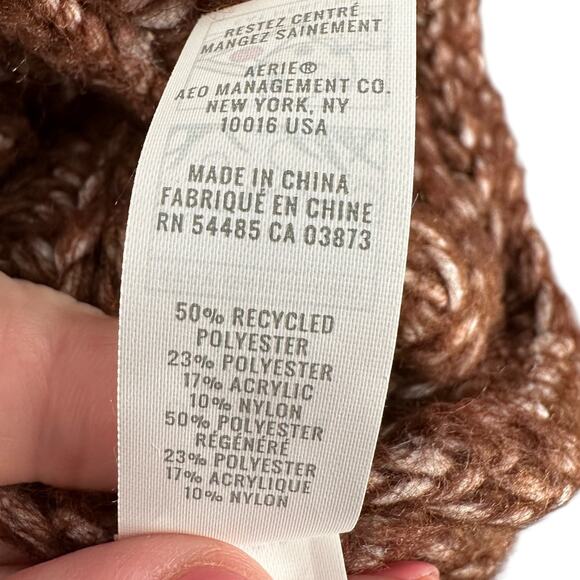 RESTEZ CENTRÉ
MANGEZ SAINEMENT
AERIE®
AEO MANAGEMENT CO.
NEW YORK, NY
10016 USA
MADE IN CHINA
FABRIQUÉ EN CHINE
RN 54485 CA 03873
50% RECYCLED
POLYESTER
23% POLYESTER
17% ACRYLIC
10% NYLON
50% POLYESTER
RÉGÉNÉRÉ
23% POLYESTER
17% ACRYLIQUE
10% NYLON